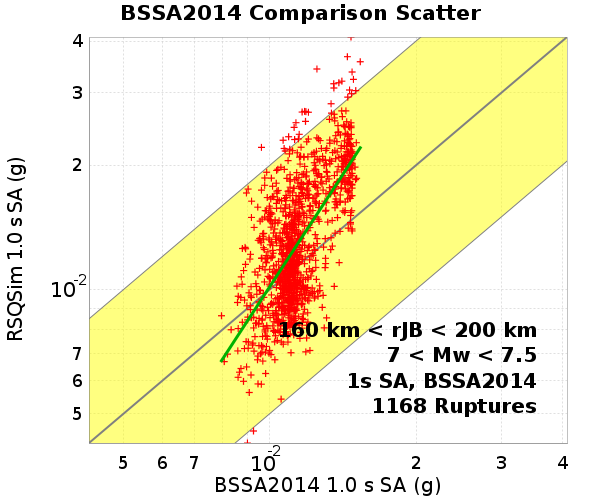 BSSA2014 Comparison Scatter
RSQSim 1.0 s SA (g)
4
3
2
10-2
7
6
5
160 km < rJB < 200 km
7 < Mw < 7.5
1s SA, BSSA2014
1168 Ruptures
5 6 7 10-2 2 3 4
BSSA2014 1.0 s SA (g)